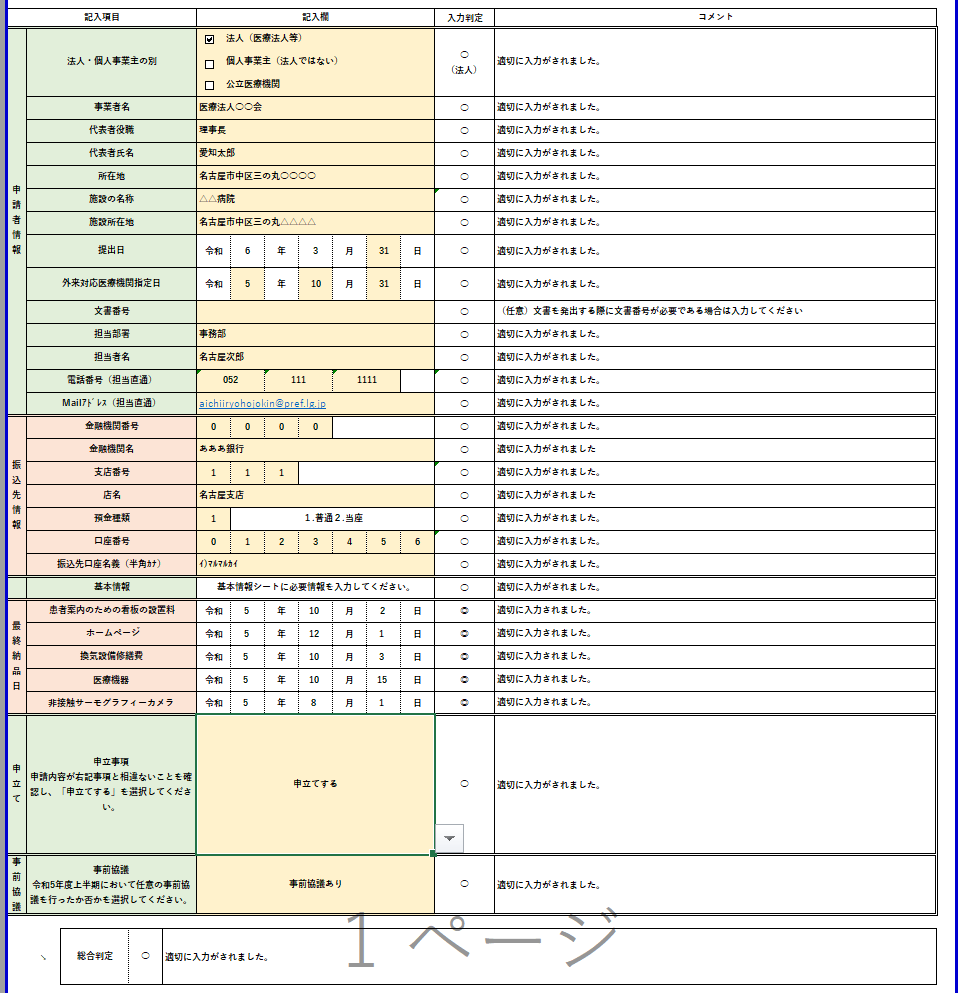 記入項目 記入欄 入力判定 コメント
申請者情報
法人・個人事業主の別
法人（医療法人等）
個人事業主（法人ではない）
公立医療機関
○
（法人）
適切に入力がされました。
事業者名 医療法人○○会 ○ 適切に入力がされました。
代表者役職 理事長 ○ 適切に入力がされました。
代表者氏名 愛知太郎 ○ 適切に入力がされました。
所在地 名古屋市中区三の丸○○○○ ○ 適切に入力がされました。
施設の名称 △△病院 ○ 適切に入力がされました。
施設所在地 名古屋市中区三の丸△△△△ ○ 適切に入力がされました。
提出日 令和 6 年 3 月 31 日 ○ 適切に入力がされました。
外来対応医療機関指定日 令和 5 年 10 月 31 日 ○ 適切に入力がされました。
文書番号 ○ （任意）文書を発出する際に文書番号が必要である場合は入力してください
担当部署 事務部 ○ 適切に入力がされました。
担当者名 名古屋次郎 ○ 適切に入力がされました。
電話番号（担当直通） 052 111 1111 ○ 適切に入力がされました。
Mailｱﾄﾞﾚｽ（担当直通） aichiiryohojokin@pref.lg.jp ○ 適切に入力がされました。
振込先情報
金融機関番号 0 0 0 0 ○ 適切に入力がされました。
金融機関名 あああ銀行 ○ 適切に入力がされました
支店番号 1 1 1 ○ 適切に入力がされました。
店名 名古屋支店 ○ 適切に入力がされました
預金種類 1 １.普通２.当座 ○ 適切に入力がされました。
口座番号 0 1 2 3 4 5 6 ○ 適切に入力がされました。
振込先口座名義（半角ｶﾅ） ｲ)ﾏﾙﾏﾙｶｲ ○ 適切に入力がされました。
基本情報 基本情報シートに必要情報を入力してください。 ○ 適切に入力がされました。
最終納品日
患者案内のための看板の設置料 令和 5 年 10 月 2 日 ◎ 適切に入力されました。
ホームページ 令和 5 年 12 月 1 日 ◎ 適切に入力されました。
換気設備修繕費 令和 5 年 10 月 3 日 ◎ 適切に入力されました。
医療機器 令和 5 年 10 月 15 日 ◎ 適切に入力されました。
非接触サーモグラフィーカメラ 令和 5 年 8 月 1 日 ◎ 適切に入力されました。
申立て
申立事項
申請内容が右記事項と相違ないことを確
認し、「申立てする」を選択してくださ
い。
申立てする ○ 適切に入力がされました。
事前協議
事前協議
令和5年度上半期において任意の事前協
議を行ったか否かを選択してください。
事前協議あり ○ 適切に入力がされました。
1 ページ
総合判定 ○ 適切に入力がされました。